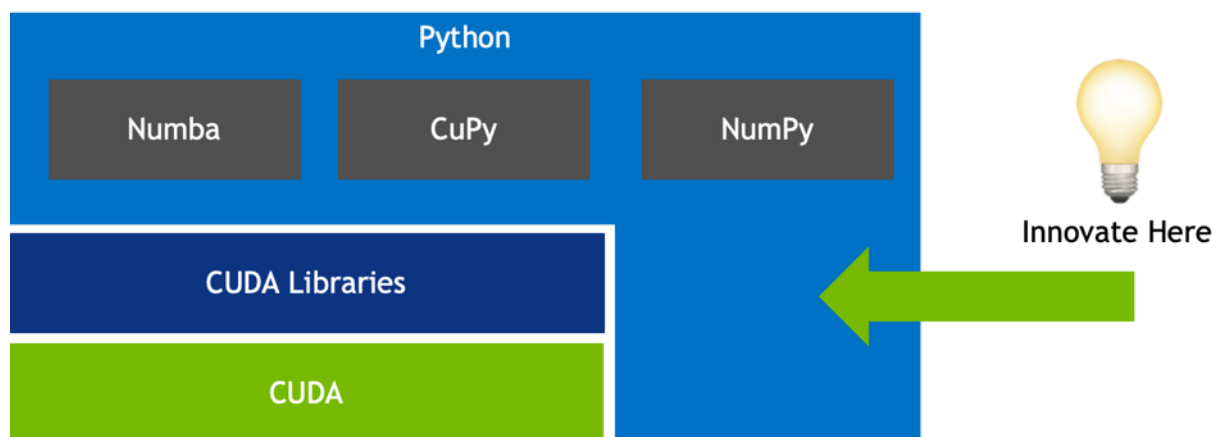 Python
Numba
CuPy
NumPy
Innovate Here
CUDA Libraries
CUDA